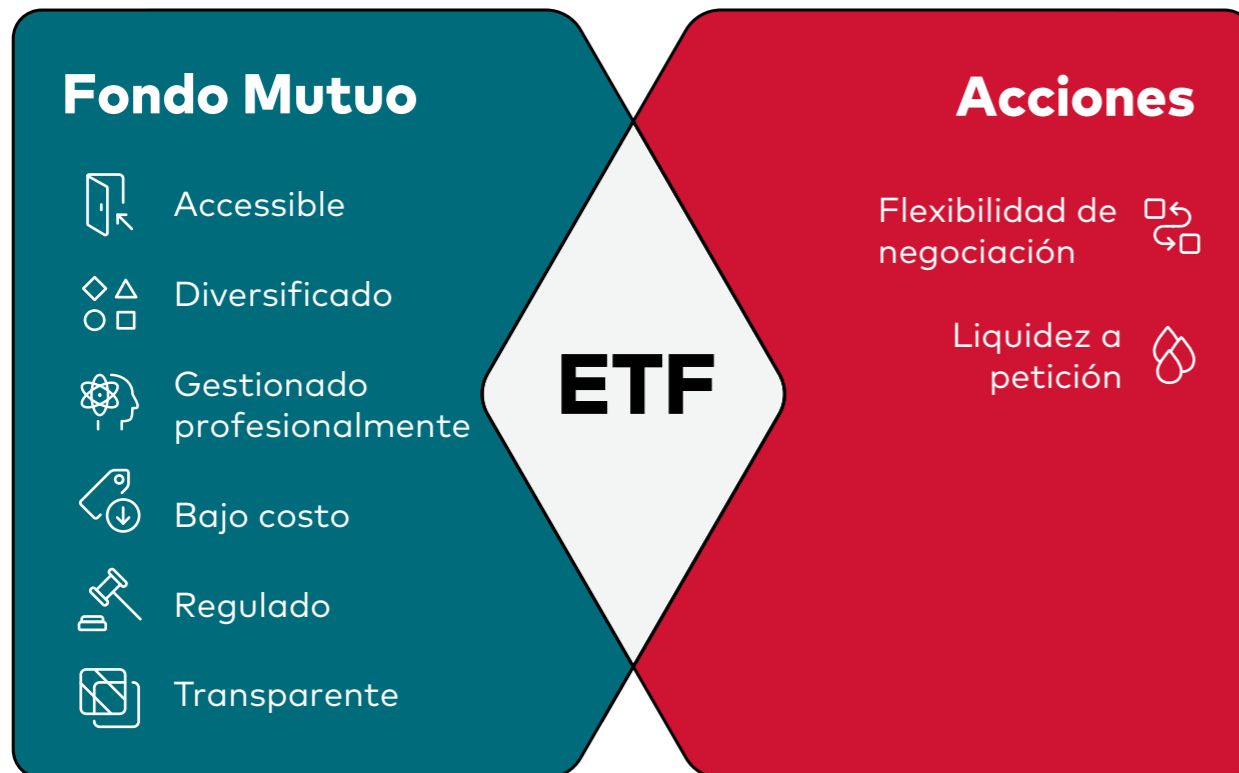 Fondo Mutuo
Accessible
Diversificado
Gestionado
profesionalmente
Bajo costo
Regulado
Transparente
ETF
Acciones
Flexibilidad de
negociación
Liquidez a
petición